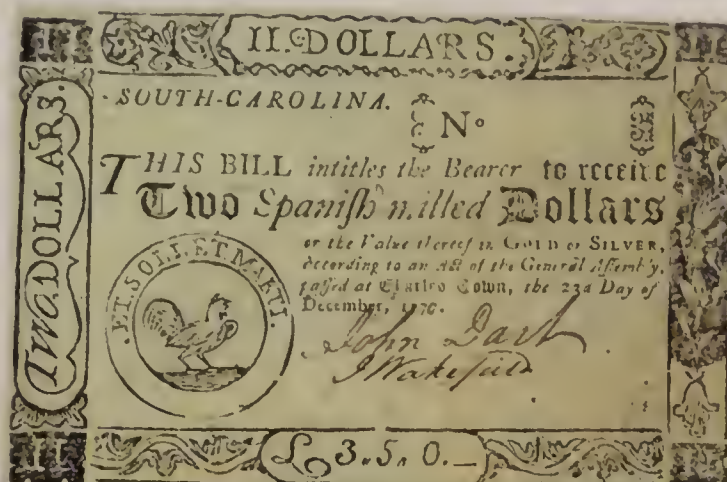 II. DOLLARS.
TWO DOLLARS.
SOUTH-CAROLINA.
No
THIS BILL intitles the Bearer to receive
Two Spanish milled Dollars
or the Value thereof in GOLD or SILVER,
According to an Act of the General Assembly,
passed at Charles Town, the 23d Day of
December, 1776.
ET.SOLI.ET.MARTI.
John Dart
J Wakefield
£3.5.0.